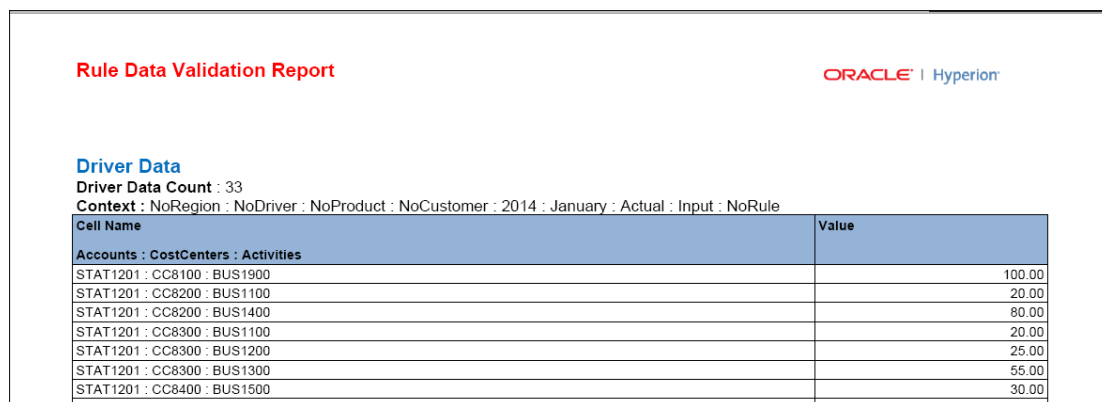 Rule Data Validation Report
ORACLE | Hyperion
Driver Data
Driver Data Count : 33
Context : NoRegion : NoDriver : NoProduct : NoCustomer : 2014 : January : Actual : Input : NoRule
Cell Name Value
Accounts : CostCenters : Activities
STAT1201 : CC8100 : BUS1900 100.00
STAT1201 : CC8200 : BUS1100 20.00
STAT1201 : CC8200 : BUS1400 80.00
STAT1201 : CC8300 : BUS1100 20.00
STAT1201 : CC8300 : BUS1200 25.00
STAT1201 : CC8300 : BUS1300 55.00
STAT1201 : CC8400 : BUS1500 30.00